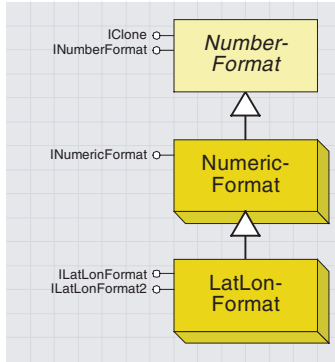 IClone
INumberFormat
Number-
Format
INumericFormat
Numeric-
Format
ILatLonFormat
ILatLonFormat2
LatLon-
Format